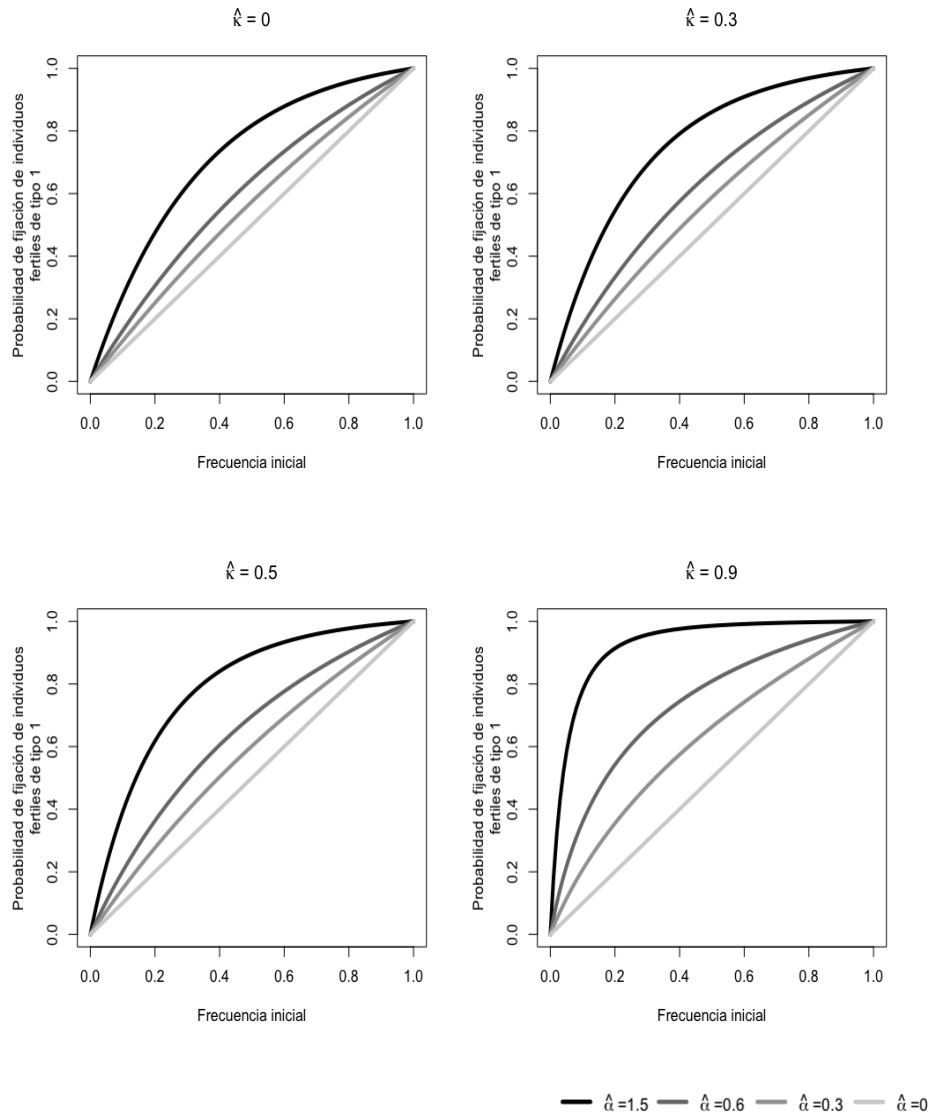 κ̂ = 0
Probabilidad de fijación de individuos
fertiles de tipo 1
0.0 0.2 0.4 0.6 0.8 1.0
0.0 0.2 0.4 0.6 0.8 1.0
Frecuencia inicial
κ̂ = 0.3
Probabilidad de fijación de individuos
fertiles de tipo 1
0.0 0.2 0.4 0.6 0.8 1.0
0.0 0.2 0.4 0.6 0.8 1.0
Frecuencia inicial
κ̂ = 0.5
Probabilidad de fijación de individuos
fertiles de tipo 1
0.0 0.2 0.4 0.6 0.8 1.0
0.0 0.2 0.4 0.6 0.8 1.0
Frecuencia inicial
κ̂ = 0.9
Probabilidad de fijación de individuos
fertiles de tipo 1
0.0 0.2 0.4 0.6 0.8 1.0
0.0 0.2 0.4 0.6 0.8 1.0
Frecuencia inicial
α̂ =1.5 α̂ =0.6 α̂ =0.3 α̂ =0